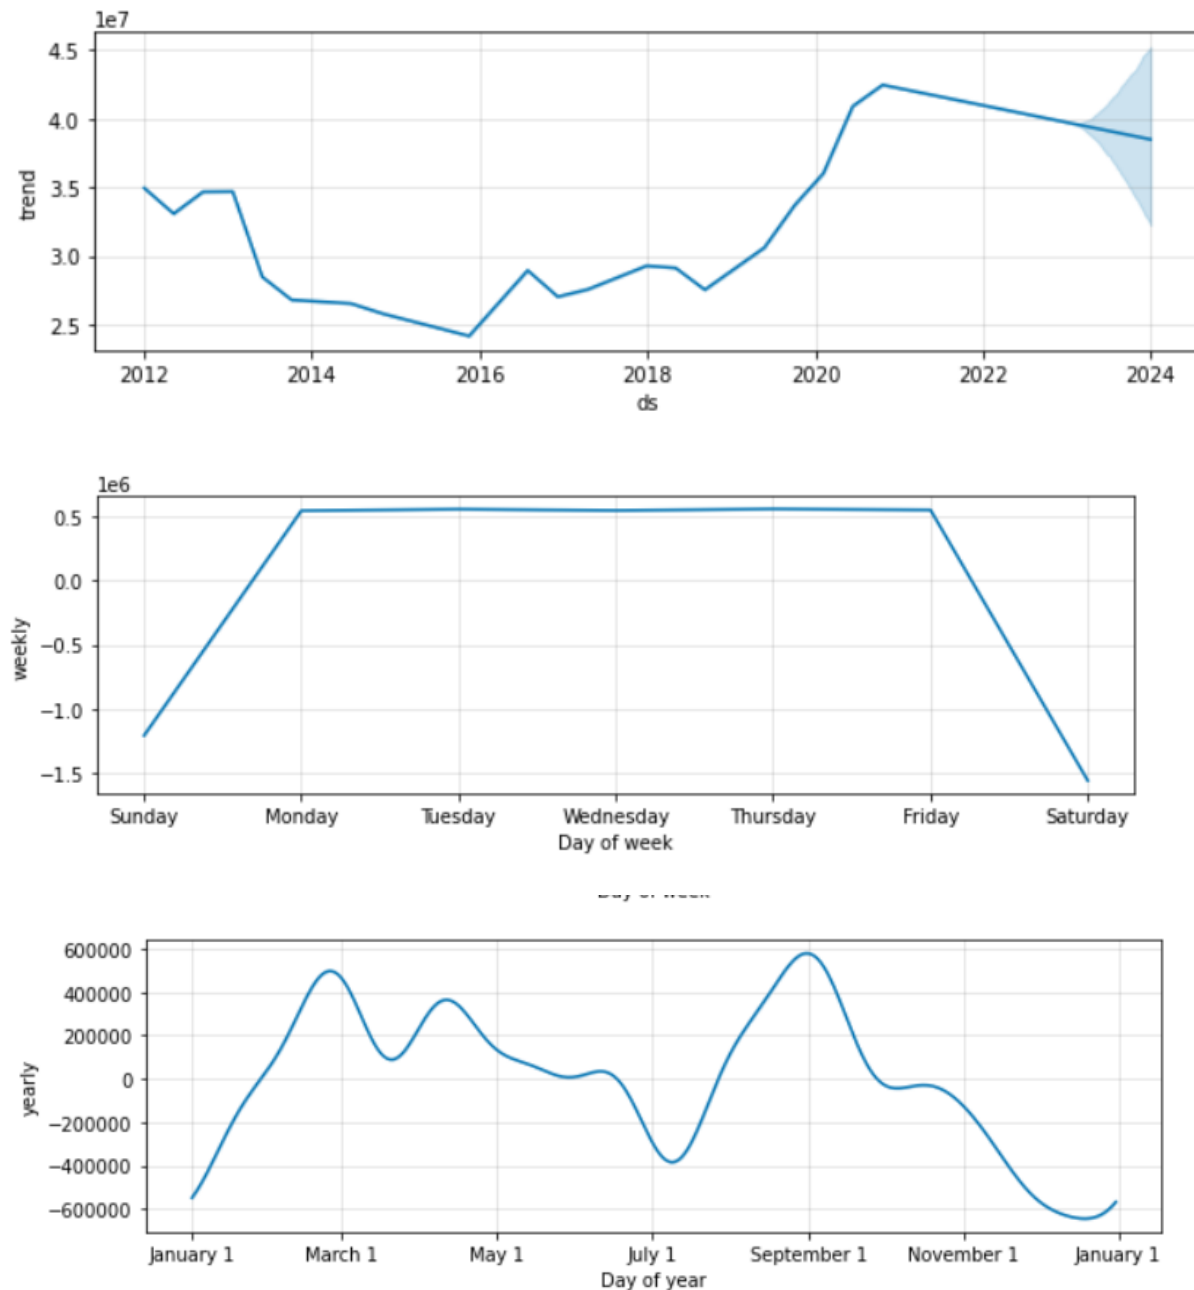 1e7
4.5
4.0
3.5
3.0
2.5
trend
2012 2014 2016 2018 2020 2022 2024
ds
1e6
0.5
0.0
−0.5
−1.0
−1.5
weekly
Sunday Monday Tuesday Wednesday Thursday Friday Saturday
Day of week
Day of week
600000
400000
200000
0
−200000
−400000
−600000
yearly
January 1 March 1 May 1 July 1 September 1 November 1 January 1
Day of year